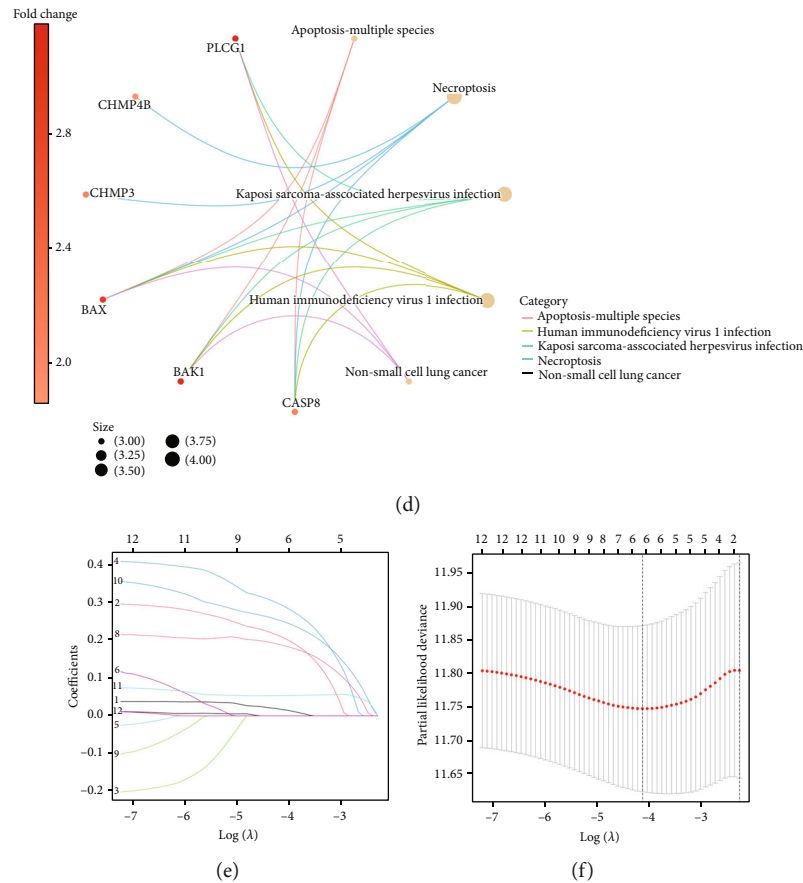 Fold change
2.8
2.4
2.0
PLCG1
Apoptosis-multiple species
CHMP4B
Necroptosis
CHMP3
Kaposi sarcoma-asscociated herpesvirus infection
BAX
Human immunodeficiency virus 1 infection
BAK1
Non-small cell lung cancer
CASP8
Category
Apoptosis-multiple species
Human immunodeficiency virus 1 infection
Kaposi sarcoma-asscociated herpesvirus infection
Necroptosis
Non-small cell lung cancer
Size
(3.00)
(3.25)
(3.50)
(3.75)
(4.00)
(d)
12 11 9 6 5
Coefficients
0.4
0.3
0.2
0.1
0.0
–0.1
–0.2
4
10
2
8
6
11
1
12
5
9
3
–7 –6 –5 –4 –3
Log (λ)
(e)
12 12 12 11 10 9 9 8 7 6 6 6 5 5 4 2
Partial likelihood deviance
11.95
11.90
11.85
11.80
11.75
11.70
11.65
–7 –6 –5 –4 –3
Log (λ)
(f)